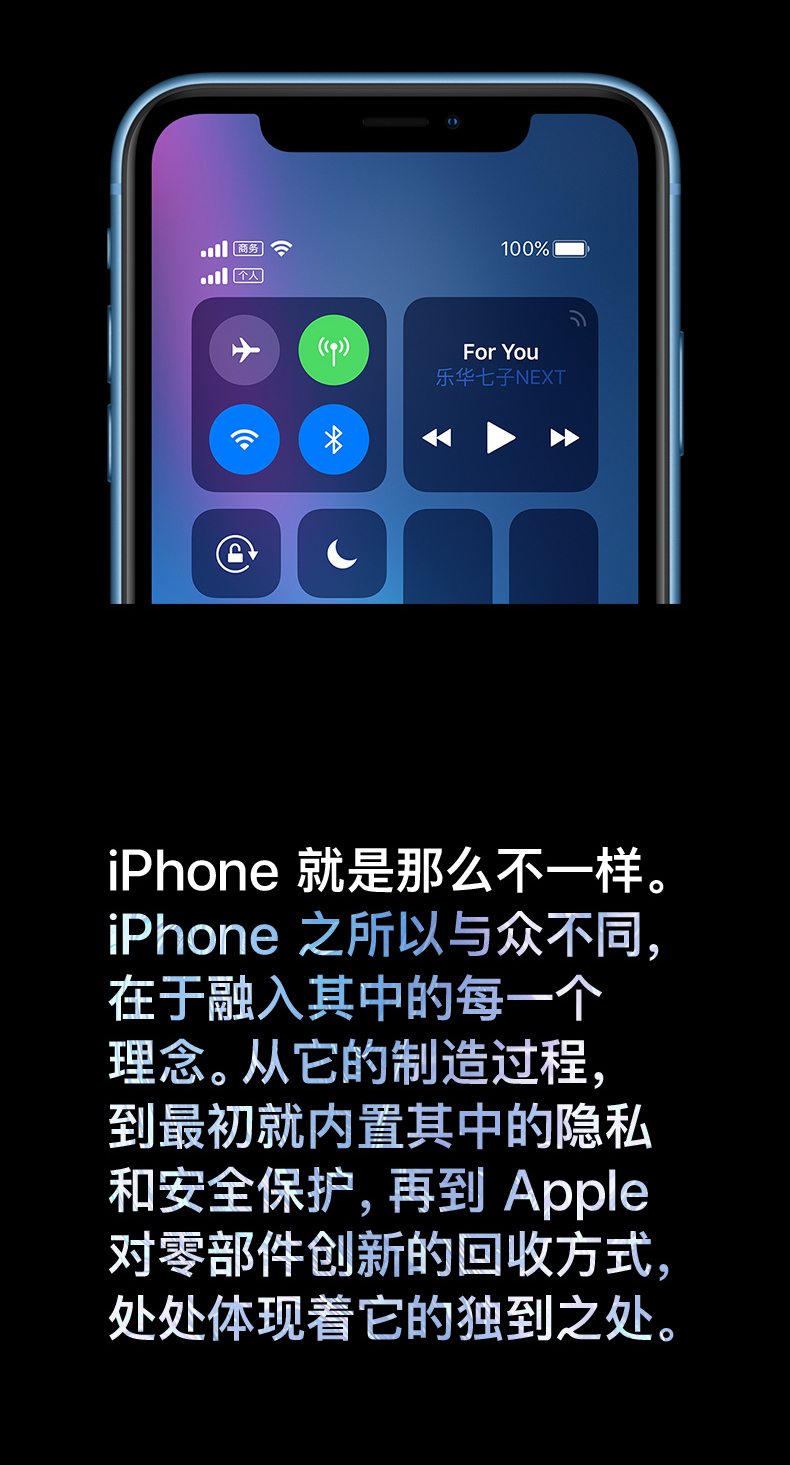 商务 100%
个人
For You
乐华七子NEXT
iPhone 就是那么不一样。
iPhone 之所以与众不同，
在于融入其中的每一个
理念。从它的制造过程，
到最初就内置其中的隐私
和安全保护，再到 Apple
对零部件创新的回收方式，
处处体现着它的独到之处。